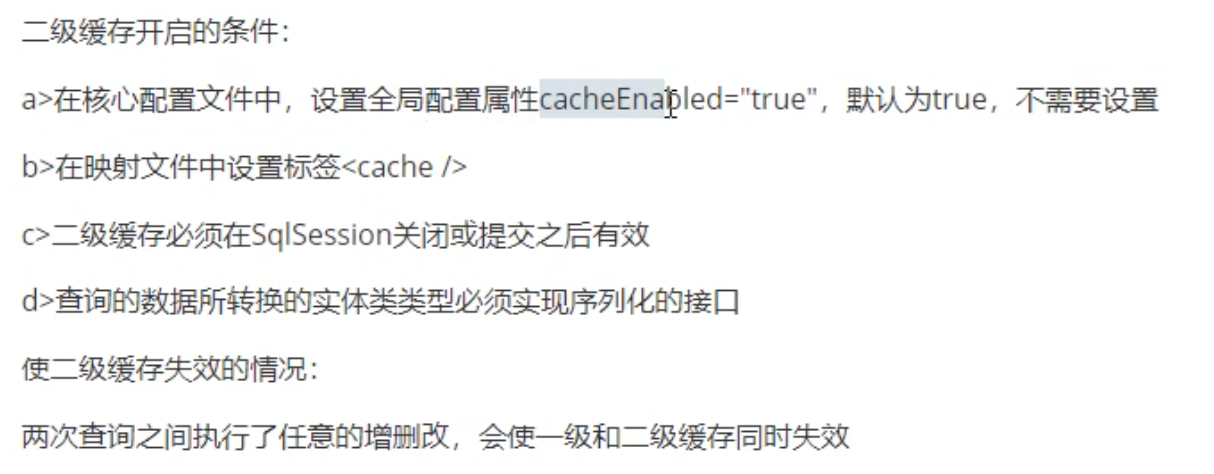 二级缓存开启的条件：
a>在核心配置文件中，设置全局配置属性cacheEnabled="true"，默认为true，不需要设置
b>在映射文件中设置标签<cache />
c>二级缓存必须在SqlSession关闭或提交之后有效
d>查询的数据所转换的实体类类型必须实现序列化的接口
使二级缓存失效的情况：
两次查询之间执行了任意的增删改，会使一级和二级缓存同时失效